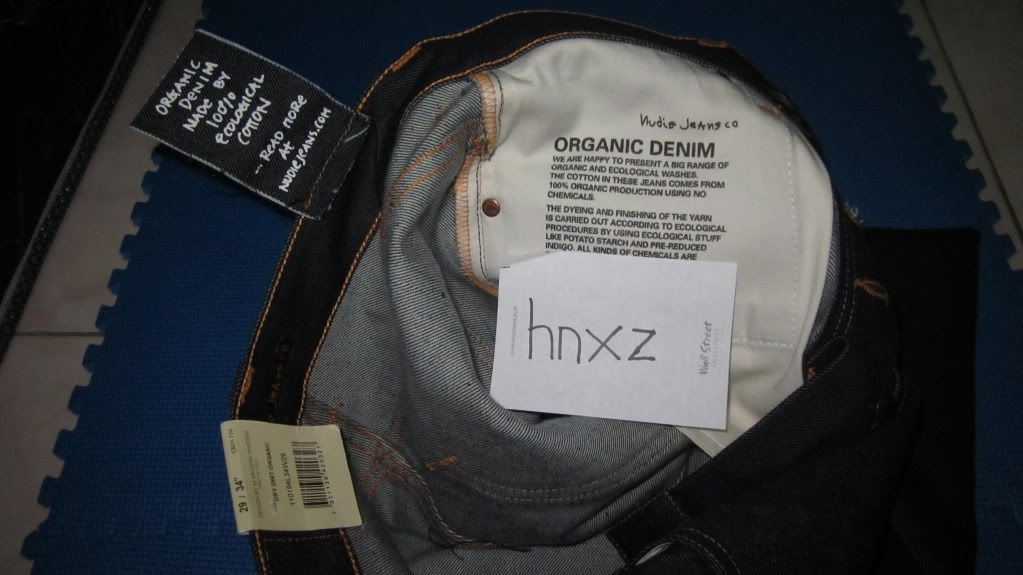 ORGANIC
DENIM
MADE BY
100%
ECOLOGICAL
COTTON
... READ MORE
AT
NUDIEJEANS.COM
Nudie Jeans co
ORGANIC DENIM
WE ARE HAPPY TO PRESENT A BIG RANGE OF
ORGANIC AND ECOLOGICAL WASHES.
THE COTTON IN THESE JEANS COMES FROM
100% ORGANIC PRODUCTION USING NO
CHEMICALS.
THE DYEING AND FINISHING OF THE YARN
IS CARRIED OUT ACCORDING TO ECOLOGICAL
PROCEDURES BY USING ECOLOGICAL STUFF
LIKE POTATO STARCH AND PRE-REDUCED
INDIGO. ALL KINDS OF CHEMICALS ARE
hnxz
Wall Street
INSTITUTE
29 / 34"
DRY DIRT ORGANIC
110194L34W29